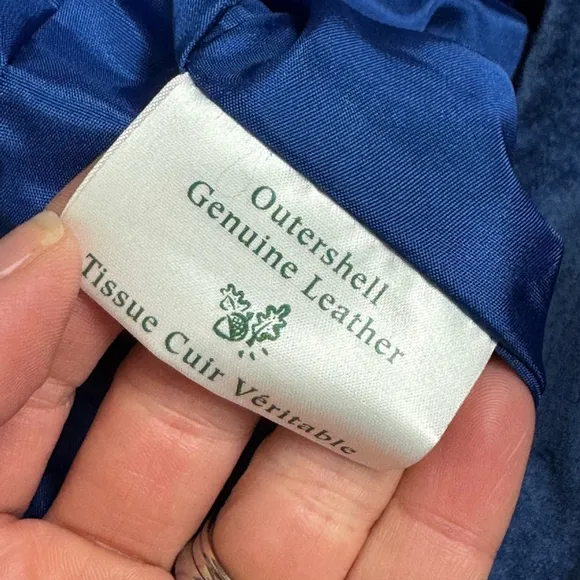 Outershell
Genuine Leather
Tissue Cuir Véritable